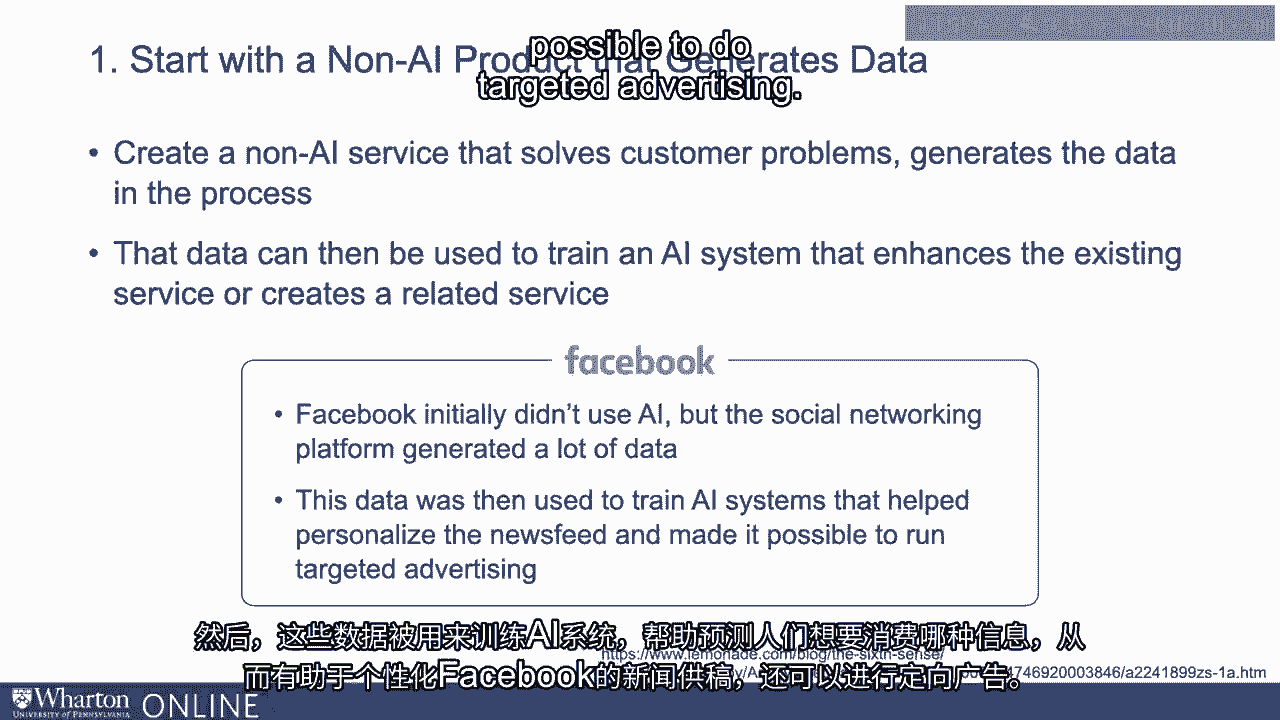 possible to do
targeted advertising.
1. Start with a Non-AI Product that Generates Data
• Create a non-AI service that solves customer problems, generates the data
in the process
• That data can then be used to train an AI system that enhances the existing
service or creates a related service
facebook
• Facebook initially didn’t use AI, but the social networking
platform generated a lot of data
• This data was then used to train AI systems that helped
personalize the newsfeed and made it possible to run
targeted advertising
然后，这些数据被用来训练AI系统，帮助预测人们想要消费哪种信息，从
而有助于个性化Facebook的新闻供稿，还可以进行定向广告。
https://www.lemonade.com/blog/the-sixth-sense/
1746920003846/a2241899zs-1a.htm
Wharton ONLINE
UNIVERSITY of PENNSYLVANIA